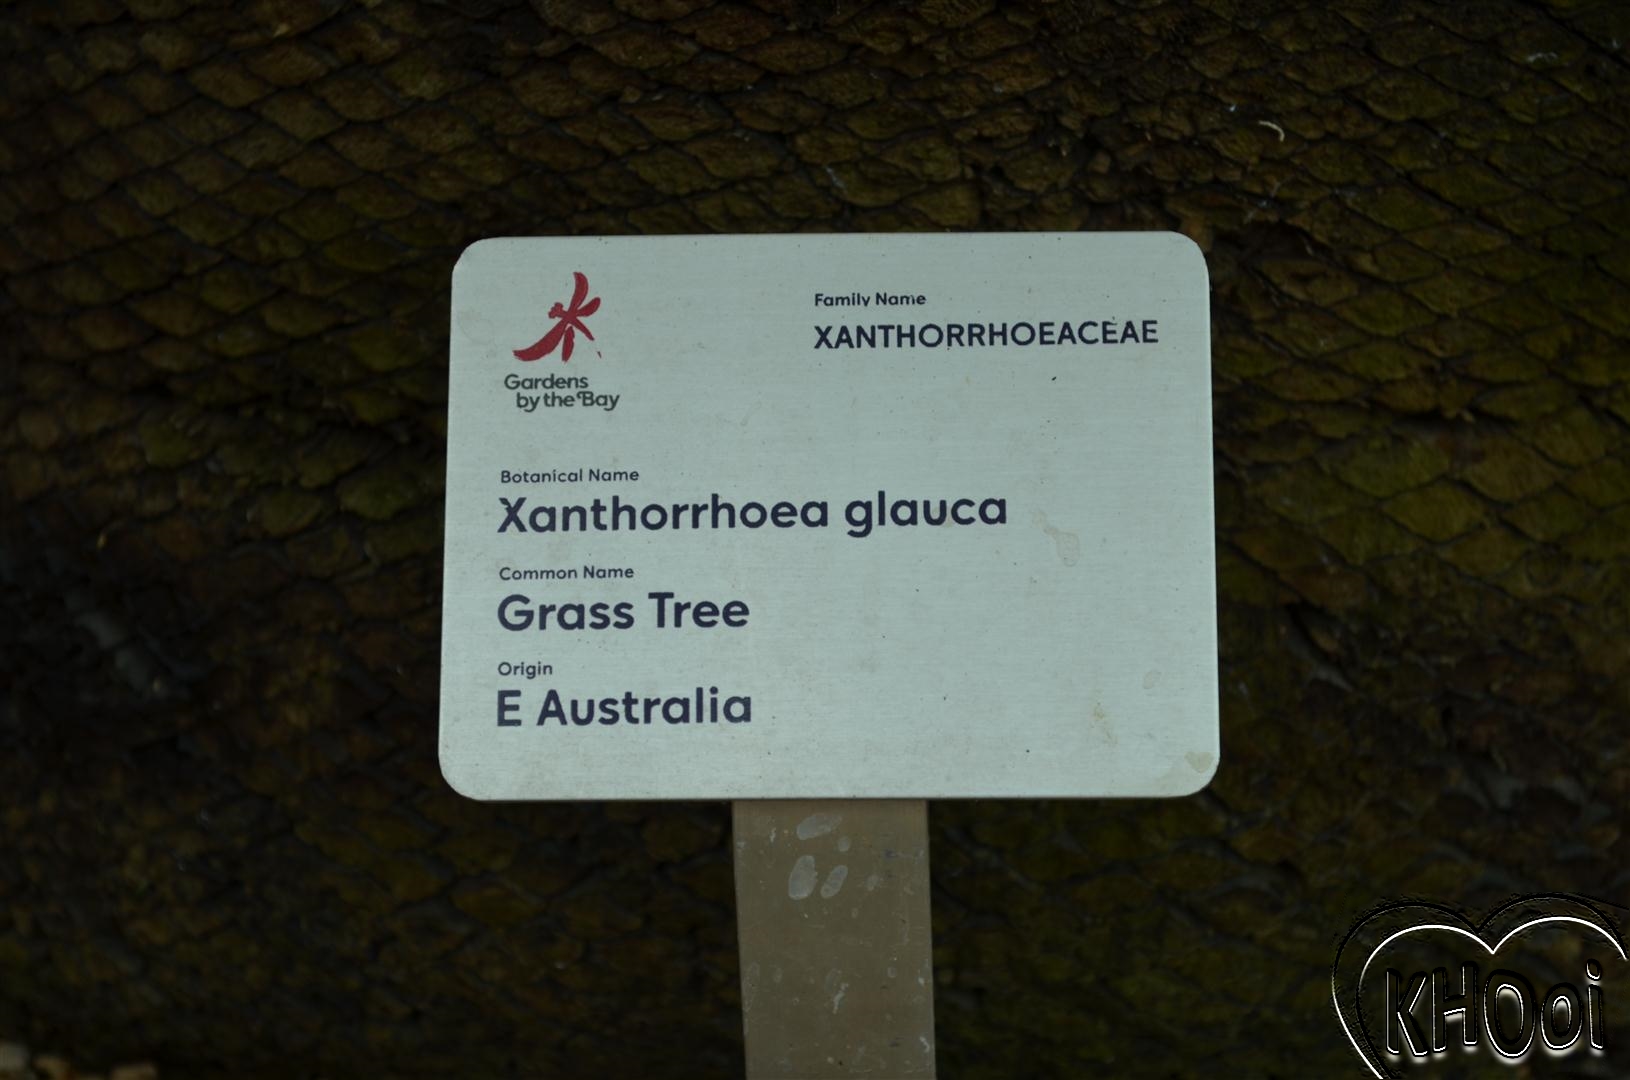 Gardens
by the Bay
Family Name
XANTHORRHOEACEAE
Botanical Name
Xanthorrhoea glauca
Common Name
Grass Tree
Origin
E Australia
KHOoi